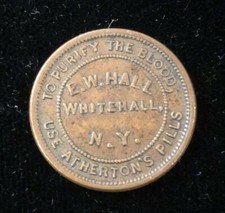 TO PURIFY THE BLOOD,
E.W. HALL
WHITEHALL,
N.Y.
USE ATHERTON'S PILLS